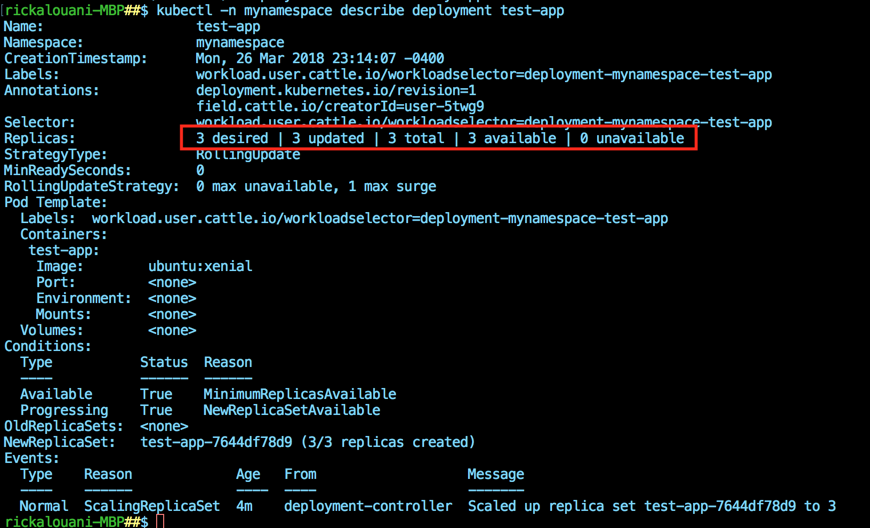 rickalouani-MBP##$ kubectl -n mynamespace describe deployment test-app
Name: test-app
Namespace: mynamespace
CreationTimestamp: Mon, 26 Mar 2018 23:14:07 -0400
Labels: workload.user.cattle.io/workloadselector=deployment-mynamespace-test-app
Annotations: deployment.kubernetes.io/revision=1
field.cattle.io/creatorId=user-5twg9
Selector: workload.user.cattle.io/workloadselector=deployment-mynamespace-test-app
Replicas: 3 desired | 3 updated | 3 total | 3 available | 0 unavailable
StrategyType: RollingUpdate
MinReadySeconds: 0
RollingUpdateStrategy: 0 max unavailable, 1 max surge
Pod Template:
Labels: workload.user.cattle.io/workloadselector=deployment-mynamespace-test-app
Containers:
test-app:
Image: ubuntu:xenial
Port: <none>
Environment: <none>
Mounts: <none>
Volumes: <none>
Conditions:
Type Status Reason
---- ------ ------
Available True MinimumReplicasAvailable
Progressing True NewReplicaSetAvailable
OldReplicaSets: <none>
NewReplicaSet: test-app-7644df78d9 (3/3 replicas created)
Events:
Type Reason Age From Message
---- ------ ---- ---- -------
Normal ScalingReplicaSet 4m deployment-controller Scaled up replica set test-app-7644df78d9 to 3
rickalouani-MBP##$